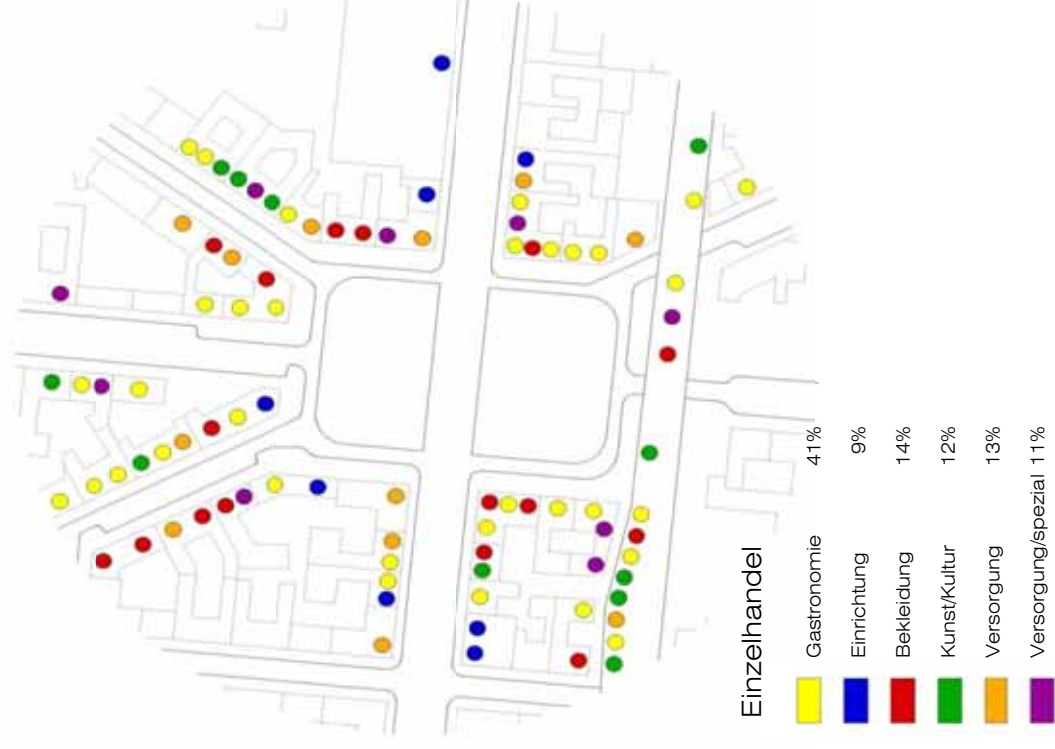 Einzelhandel
Gastronomie 41%
Einrichtung 9%
Bekleidung 14%
Kunst/Kultur 12%
Versorgung 13%
Versorgung/spezial 11%